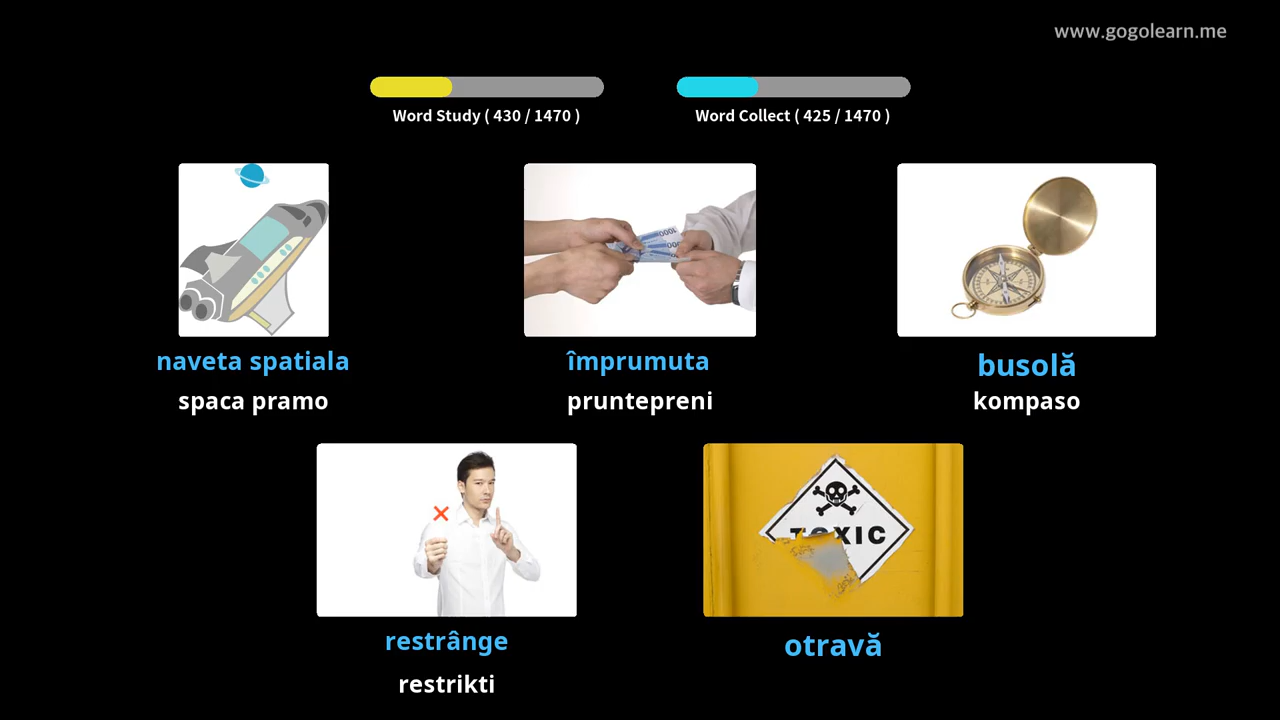 www.gogolearn.me
Word Study ( 430 / 1470 )
Word Collect ( 425 / 1470 )
naveta spatiala
spaca pramo
împrumuta
pruntepreni
busolă
kompaso
TOXIC
restrânge
restrikti
otravă